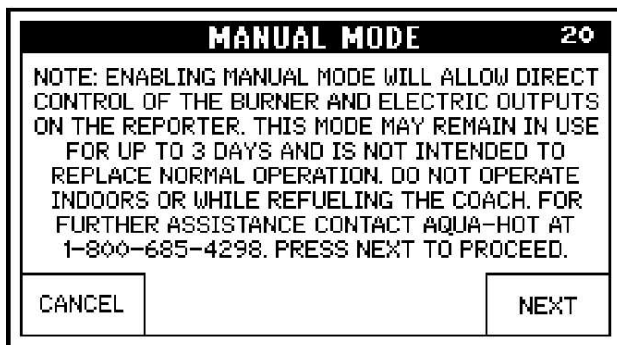 MANUAL MODE 20
NOTE: ENABLING MANUAL MODE WILL ALLOW DIRECT
CONTROL OF THE BURNER AND ELECTRIC OUTPUTS
ON THE REPORTER. THIS MODE MAY REMAIN IN USE
FOR UP TO 3 DAYS AND IS NOT INTENDED TO
REPLACE NORMAL OPERATION. DO NOT OPERATE
INDOORS OR WHILE REFUELING THE COACH. FOR
FURTHER ASSISTANCE CONTACT AQUA-HOT AT
1-800-685-4298. PRESS NEXT TO PROCEED.
CANCEL NEXT